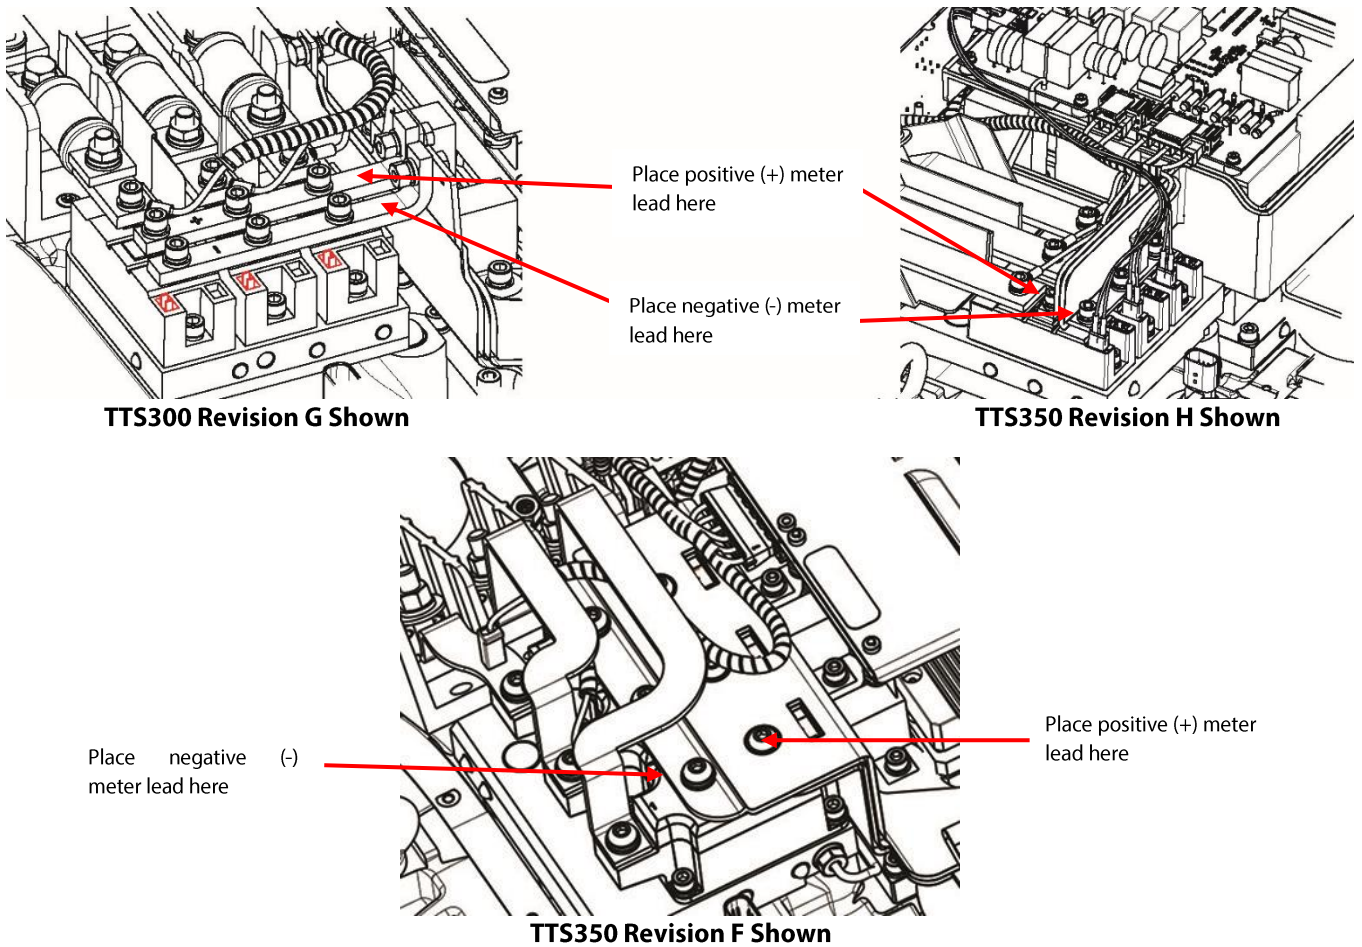 Place positive (+) meter
lead here
Place negative (-) meter
lead here
+
-
TTS300 Revision G Shown
TTS350 Revision H Shown
Place negative (-)
meter lead here
Place positive (+) meter
lead here
TTS350 Revision F Shown